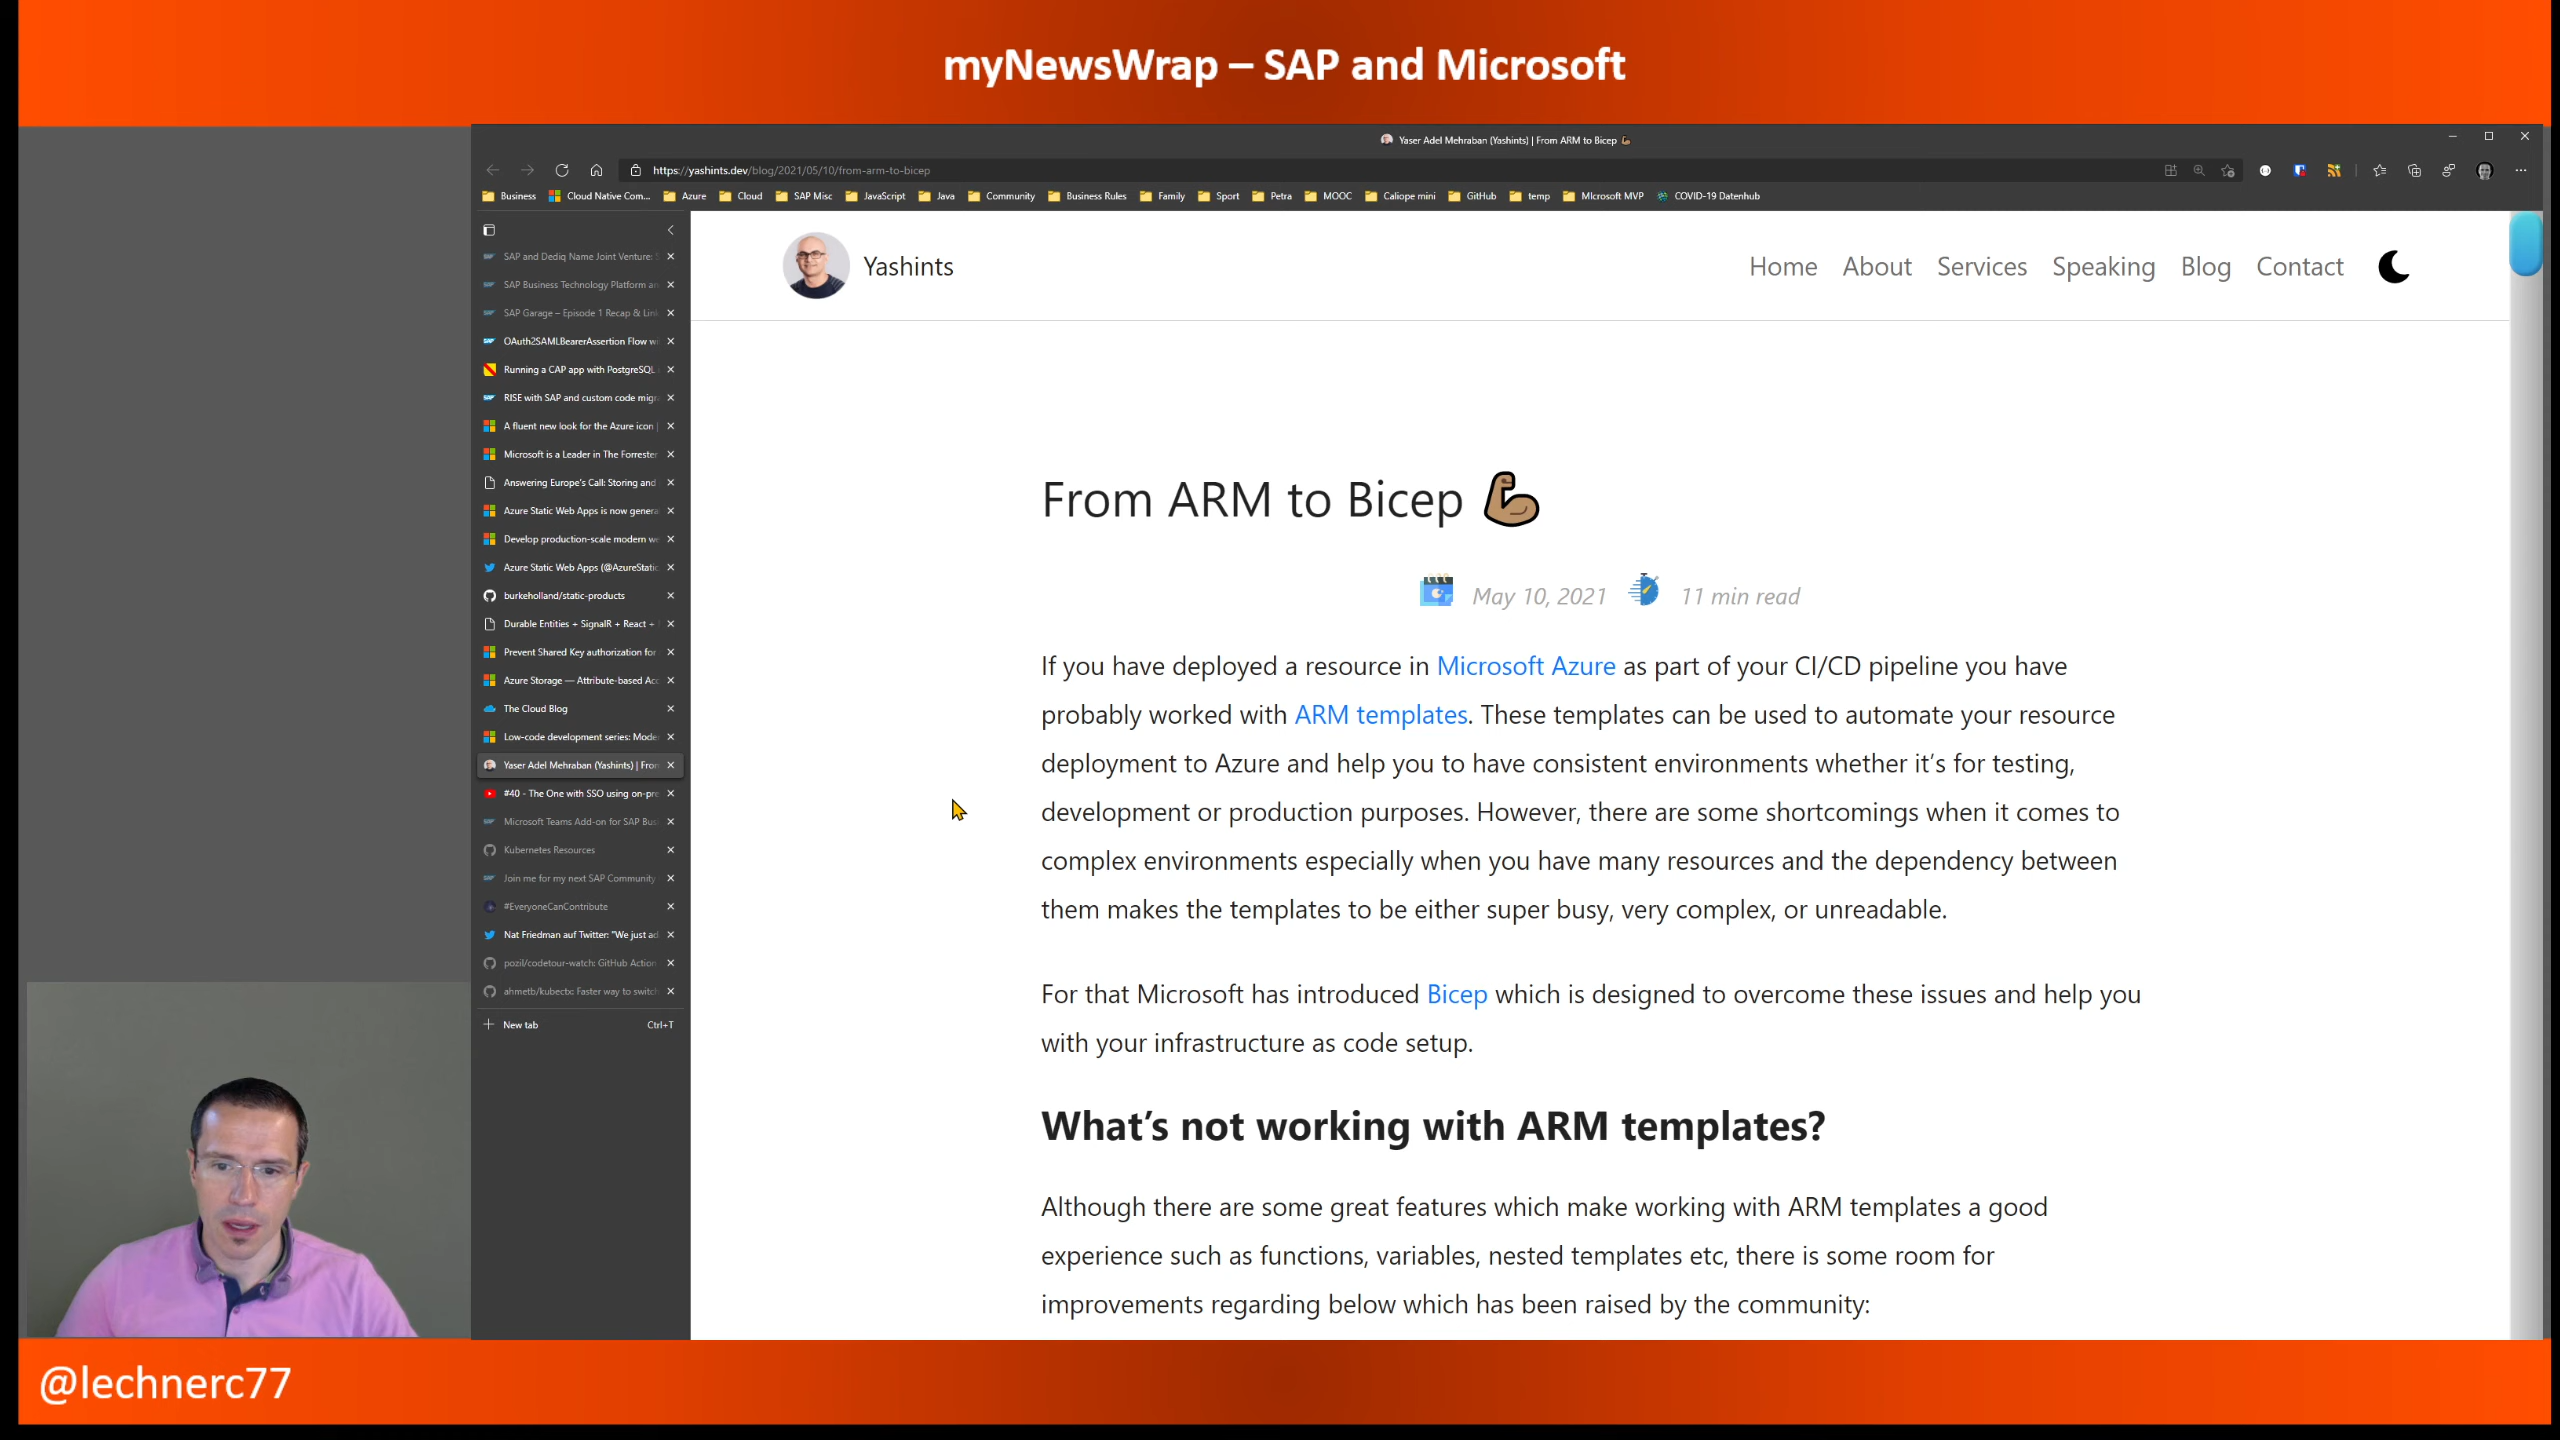 myNewsWrap – SAP and Microsoft
Yaser Adel Mehraban (Yashints) | From ARM to Bicep
https://yashints.dev/blog/2021/05/10/from-arm-to-bicep
Business
Cloud Native Com...
Azure
Cloud
SAP Misc
JavaScript
Java
Community
Business Rules
Family
Sport
Petra
MOOC
Caliope mini
GitHub
temp
MIcrosoft MVP
COVID-19 Datenhub
SAP and Dediq Name Joint Venture:
SAP Business Technology Platform an
SAP Garage – Episode 1 Recap & Lin
OAuth2SAMLBearerAssertion Flow wi
Running a CAP app with PostgreSQL
RISE with SAP and custom code migr
A fluent new look for the Azure icon |
Microsoft is a Leader in The Forrester
Answering Europe's Call: Storing and
Azure Static Web Apps is now genera
Develop production-scale modern we
Azure Static Web Apps (@AzureStatic
burkeholland/static-products
Durable Entities + SignalR + React +
Prevent Shared Key authorization for
Azure Storage — Attribute-based Acc
The Cloud Blog
Low-code development series: Mode
Yaser Adel Mehraban (Yashints) | From
#40 - The One with SSO using on-pre
Microsoft Teams Add-on for SAP Bus
Kubernetes Resources
Join me for my next SAP Community
#EveryoneCanContribute
Nat Friedman auf Twitter: "We just ad
pozil/codetour-watch: GitHub Action
ahmetb/kubectx: Faster way to switch
New tab Ctrl+T
Yashints
Home About Services Speaking Blog Contact
From ARM to Bicep 💪🏽
May 10, 2021 11 min read
If you have deployed a resource in Microsoft Azure as part of your CI/CD pipeline you have
probably worked with ARM templates. These templates can be used to automate your resource
deployment to Azure and help you to have consistent environments whether it's for testing,
development or production purposes. However, there are some shortcomings when it comes to
complex environments especially when you have many resources and the dependency between
them makes the templates to be either super busy, very complex, or unreadable.
For that Microsoft has introduced Bicep which is designed to overcome these issues and help you
with your infrastructure as code setup.
What's not working with ARM templates?
Although there are some great features which make working with ARM templates a good
experience such as functions, variables, nested templates etc, there is some room for
improvements regarding below which has been raised by the community:
@lechnerc77